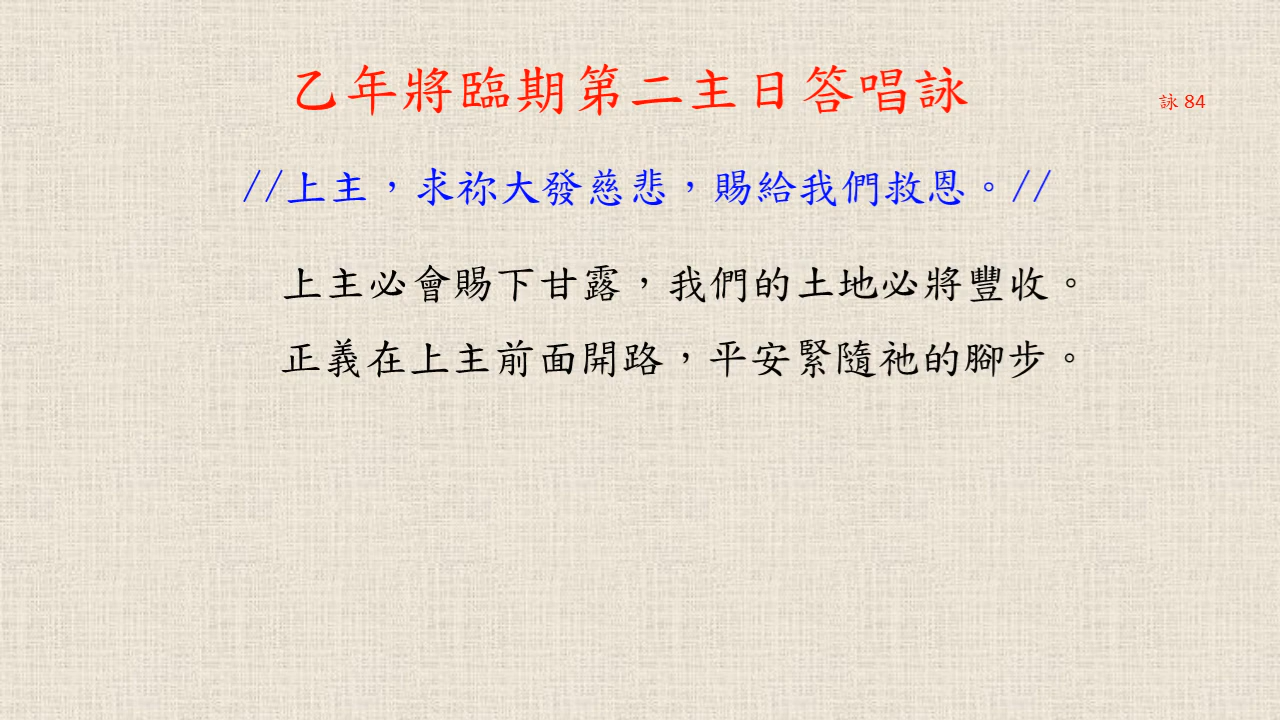 乙年將臨期第二主日答唱詠
詠 84
//上主,求祢大發慈悲,賜給我們救恩。//
上主必會賜下甘露,我們的土地必將豐收。
正義在上主前面開路,平安緊隨祂的腳步。